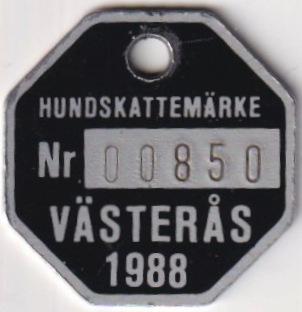 HUNDSKATTEMÄRKE
Nr 00850
VÄSTERÅS
1988